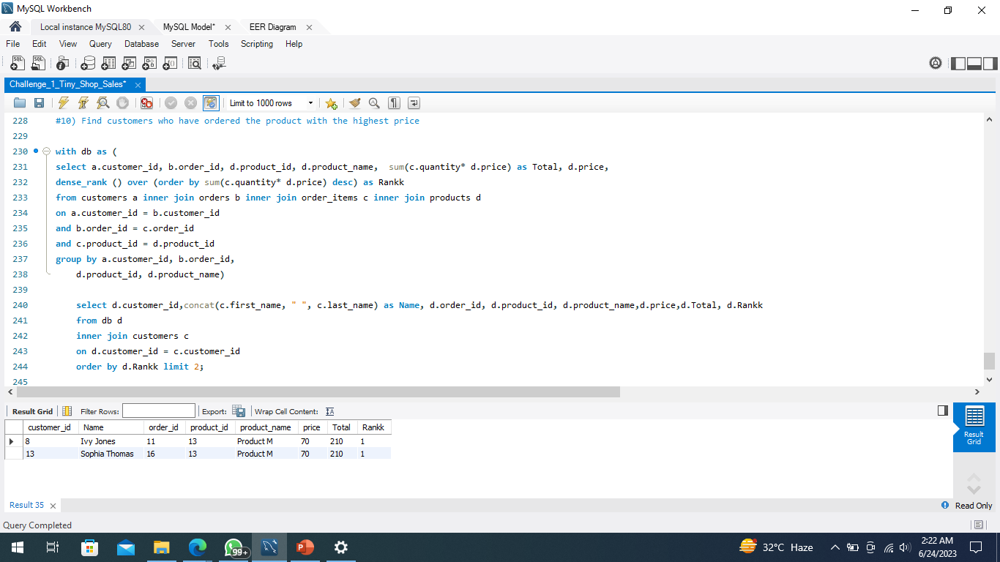 MySQL Workbench
Local instance MySQL80 MySQL Model* EER Diagram
File Edit View Query Database Server Tools Scripting Help
Challenge_1_Tiny_Shop_Sales*
Limit to 1000 rows
228 #10) Find customers who have ordered the product with the highest price
229
230 with db as (
231 select a.customer_id, b.order_id, d.product_id, d.product_name, sum(c.quantity* d.price) as Total, d.price,
232 dense_rank () over (order by sum(c.quantity* d.price) desc) as Rankk
233 from customers a inner join orders b inner join order_items c inner join products d
234 on a.customer_id = b.customer_id
235 and b.order_id = c.order_id
236 and c.product_id = d.product_id
237 group by a.customer_id, b.order_id,
238 d.product_id, d.product_name)
239
240 select d.customer_id,concat(c.first_name, " ", c.last_name) as Name, d.order_id, d.product_id, d.product_name,d.price,d.Total, d.Rankk
241 from db d
242 inner join customers c
243 on d.customer_id = c.customer_id
244 order by d.Rankk limit 2;
245
Result Grid Filter Rows: Export: Wrap Cell Content:
customer_id Name order_id product_id product_name price Total Rankk
8 Ivy Jones 11 13 Product M 70 210 1
13 Sophia Thomas 16 13 Product M 70 210 1
Result Grid
Result 35
Read Only
Query Completed
99+
32°C Haze
2:22 AM
6/24/2023